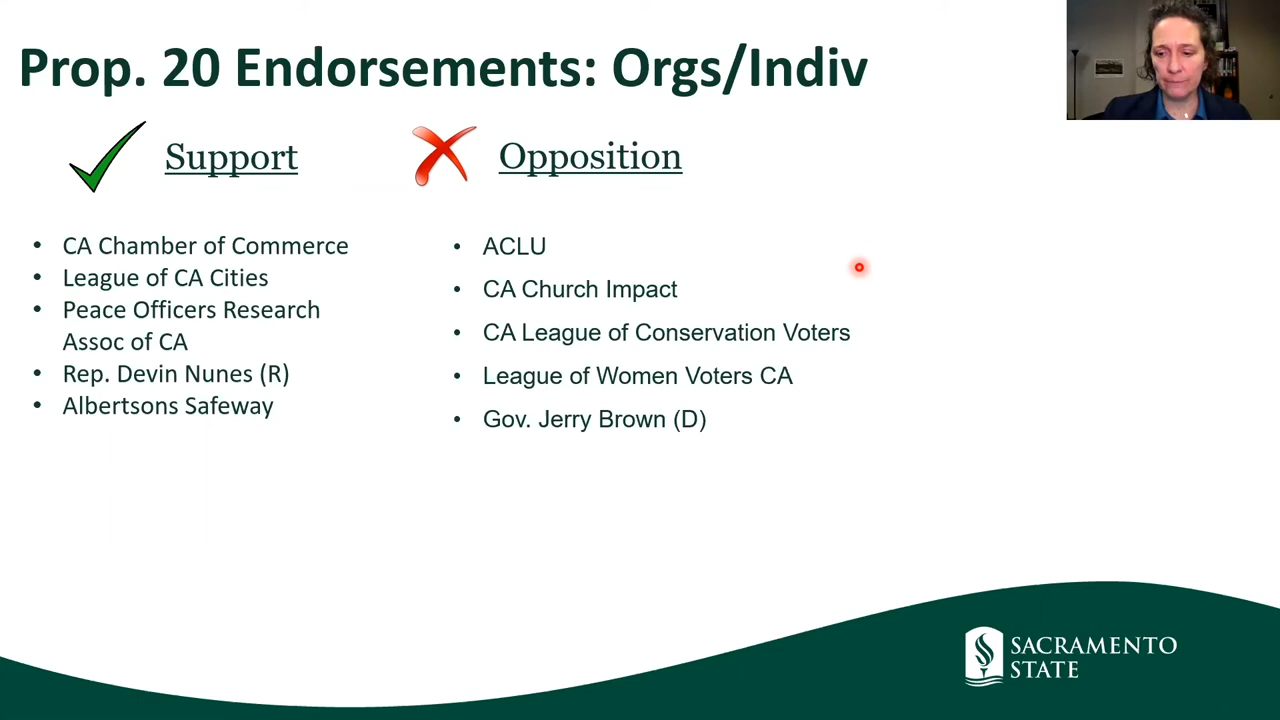 Prop. 20 Endorsements: Orgs/Indiv
Support
• CA Chamber of Commerce
• League of CA Cities
• Peace Officers Research
Assoc of CA
• Rep. Devin Nunes (R)
• Albertsons Safeway
Opposition
• ACLU
• CA Church Impact
• CA League of Conservation Voters
• League of Women Voters CA
• Gov. Jerry Brown (D)
SACRAMENTO
STATE